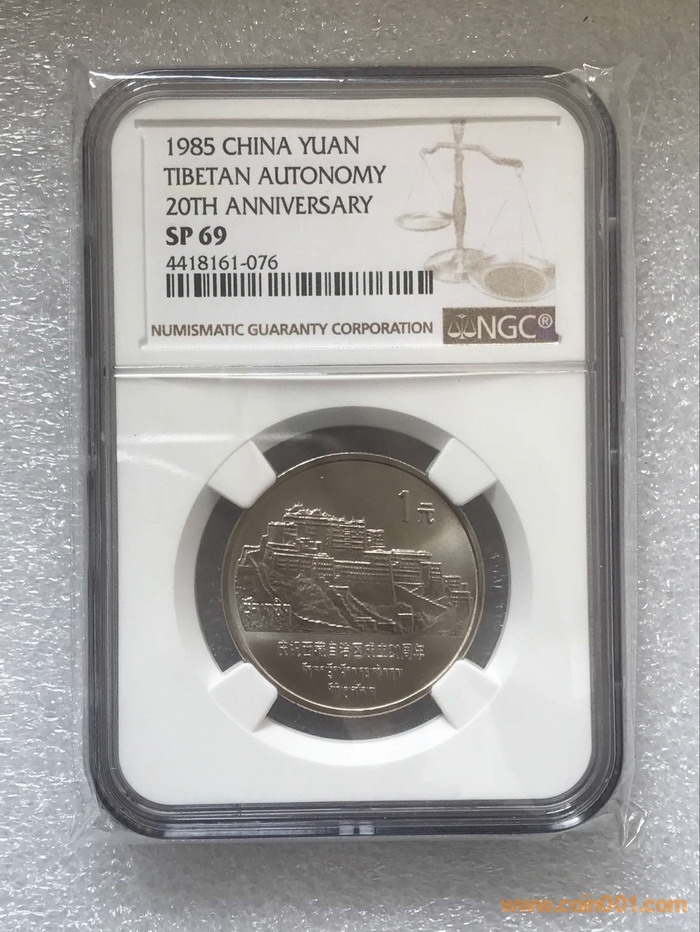 1985 CHINA YUAN
TIBETAN AUTONOMY
20TH ANNIVERSARY
SP 69
4418161-076
NUMISMATIC GUARANTY CORPORATION
NGC®
1元
庆祝西藏自治区成立20周年
www.coin001.com